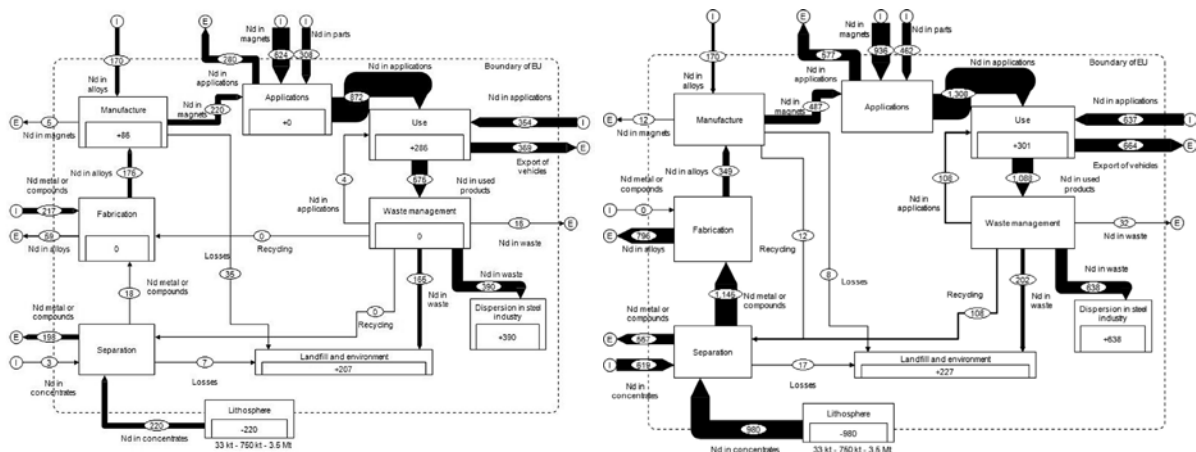 I
170
Nd in
alloys
E
280
Nd in
applications
Nd in
magnets
I
624
I
308
Nd in parts
Boundary of EU
Manufacture
+86
E
5
Nd in magnets
Nd in
magnets
220
Applications
+0
Nd in applications
872
Use
+286
Nd in applications
354
I
369
E
Export of
vehicles
Nd in alloys
176
Nd metal or
compounds
I
217
Fabrication
0
E
59
Nd in alloys
4
Nd in
applications
676
Nd in used
products
Waste management
0
18
E
Nd in waste
0
Recycling
Losses
35
Nd metal or
compounds
18
Nd in
waste
Nd in waste
390
Dispersion in steel
industry
+390
0
Recycling
Nd metal or
compounds
E
198
I
3
Nd in
concentrates
Separation
7
Losses
Landfill and environment
+207
220
Nd in concentrates
Lithosphere
-220
33 kt - 750 kt - 3.5 Mt
I
170
Nd in
alloys
E
577
Nd in
applications
Nd in
magnets
I
936
I
462
Nd in parts
Boundary of EU
Manufacture
E
12
Nd in magnets
Nd in
magnets
487
Applications
Nd in applications
1,308
Use
+301
Nd in applications
537
I
664
E
Export of vehicles
Nd in alloys
349
Nd metal or
compounds
I
0
Fabrication
E
796
Nd in alloys
108
Nd in
applications
1,088
Nd in used
products
Waste management
32
E
Nd in waste
Recycling
12
8
Losses
1,146
Nd metal or
compounds
Recycling
108
202
Nd in
waste
Nd in waste
638
Dispersion in steel
industry
+638
Nd metal or
compounds
E
567
I
619
Nd in
concentrates
Separation
17
Losses
Landfill and environment
+227
980
Nd in concentrates
Lithosphere
-980
33 kt - 750 kt - 3.5 Mt